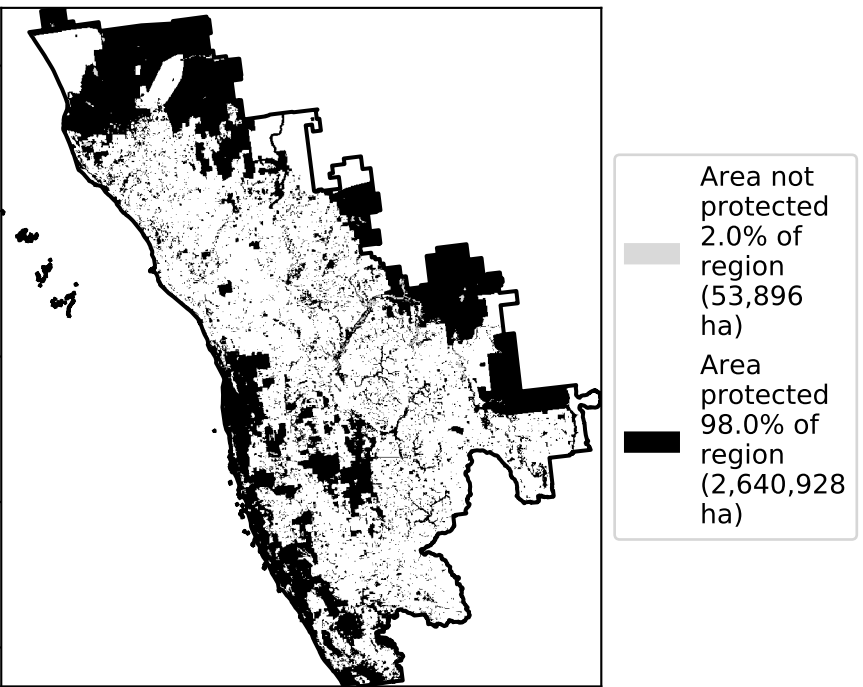 Area not
protected
2.0% of
region
(53,896
ha)
Area
protected
98.0% of
region
(2,640,928
ha)